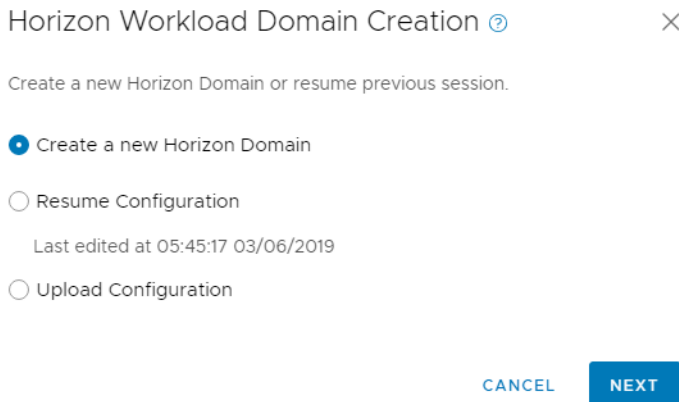 Horizon Workload Domain Creation ?
Create a new Horizon Domain or resume previous session.
Create a new Horizon Domain
Resume Configuration
Last edited at 05:45:17 03/06/2019
Upload Configuration
CANCEL NEXT